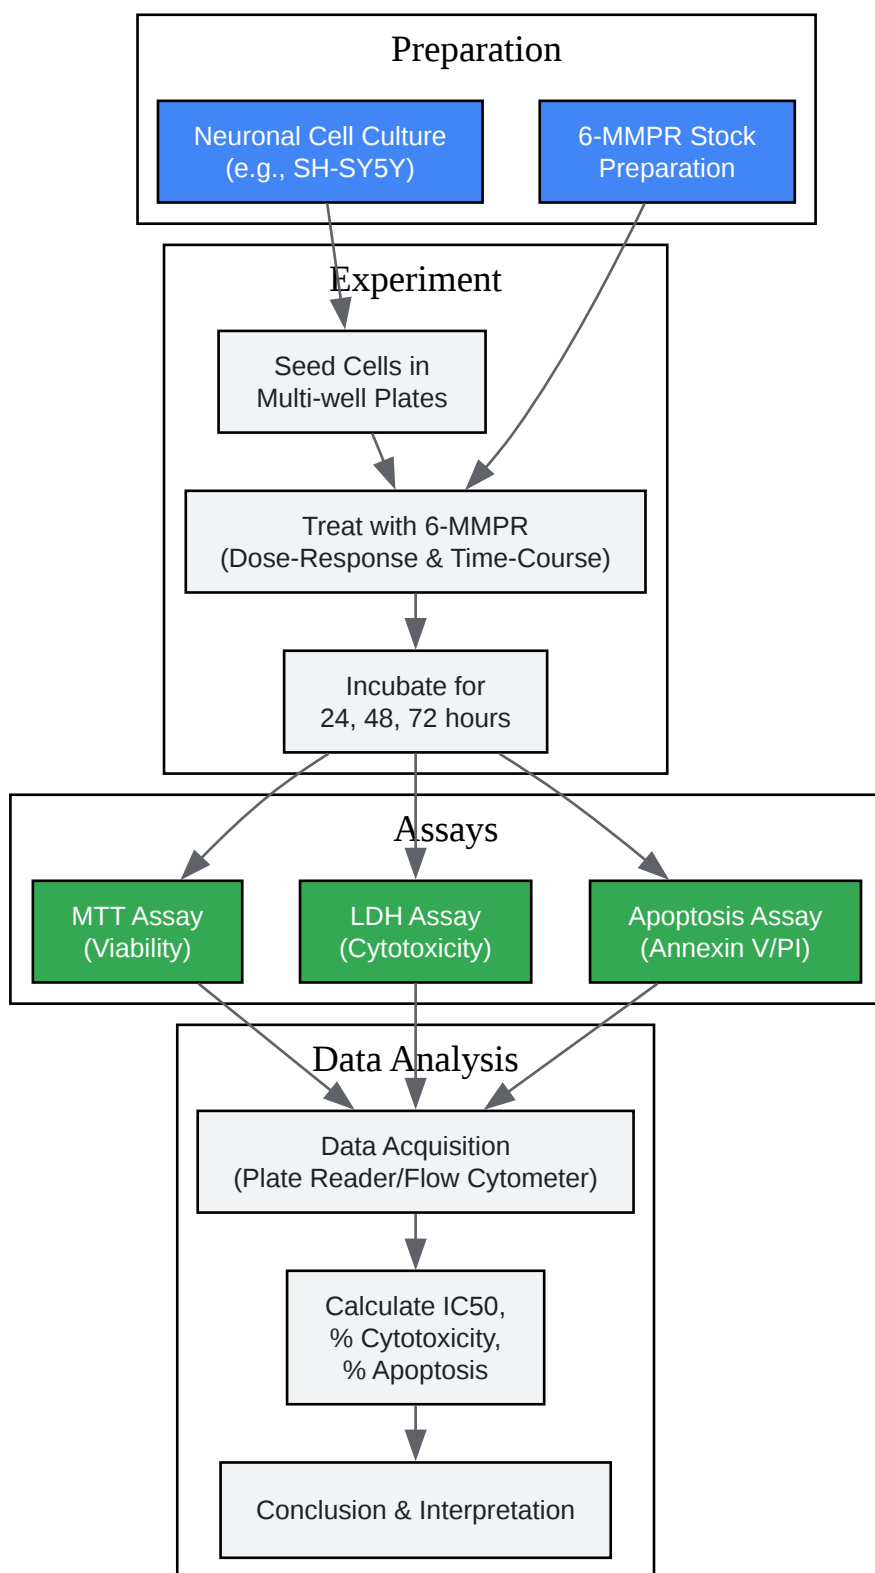 Preparation
Neuronal Cell Culture
(e.g., SH-SY5Y)
6-MMPR Stock
Preparation
Experiment
Seed Cells in
Multi-well Plates
Treat with 6-MMPR
(Dose-Response & Time-Course)
Incubate for
24, 48, 72 hours
Assays
MTT Assay
(Viability)
LDH Assay
(Cytotoxicity)
Apoptosis Assay
(Annexin V/PI)
Data Analysis
Data Acquisition
(Plate Reader/Flow Cytometer)
Calculate IC50,
% Cytotoxicity,
% Apoptosis
Conclusion & Interpretation